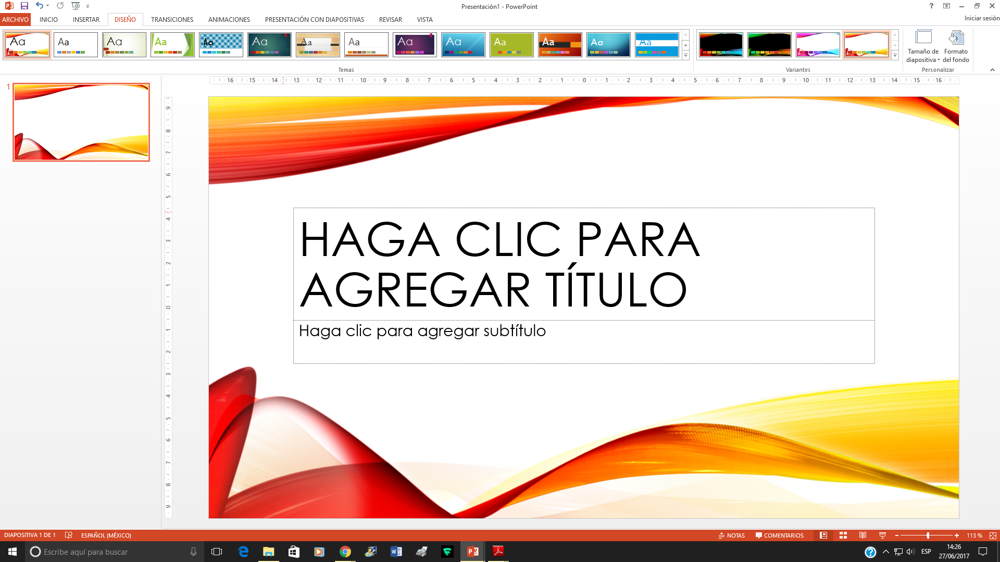 Presentación1 - PowerPoint
?
ARCHIVO INICIO INSERTAR DISEÑO TRANSICIONES ANIMACIONES PRESENTACIÓN CON DIAPOSITIVAS REVISAR VISTA
Iniciar sesión
Aa Aa Aa Aa Aa Aa Aa Aa Aa Aa Aa Aa Aa Aa
Tamaño de diapositiva
Formato del fondo
Temas
Variantes
Personalizar
16 15 14 13 12 11 10 9 8 7 6 5 4 3 2 1 0 1 2 3 4 5 6 7 8 9 10 11 12 13 14 15 16
1
9 8 7 6 5 4 3 2 1 0 1 2 3 4 5 6 7 8 9
HAGA CLIC PARA
AGREGAR TÍTULO
Haga clic para agregar subtítulo
DIAPOSITIVA 1 DE 1 ESPAÑOL (MÉXICO) NOTAS COMENTARIOS 113 %
Escribe aquí para buscar
ESP
14:26
27/06/2017